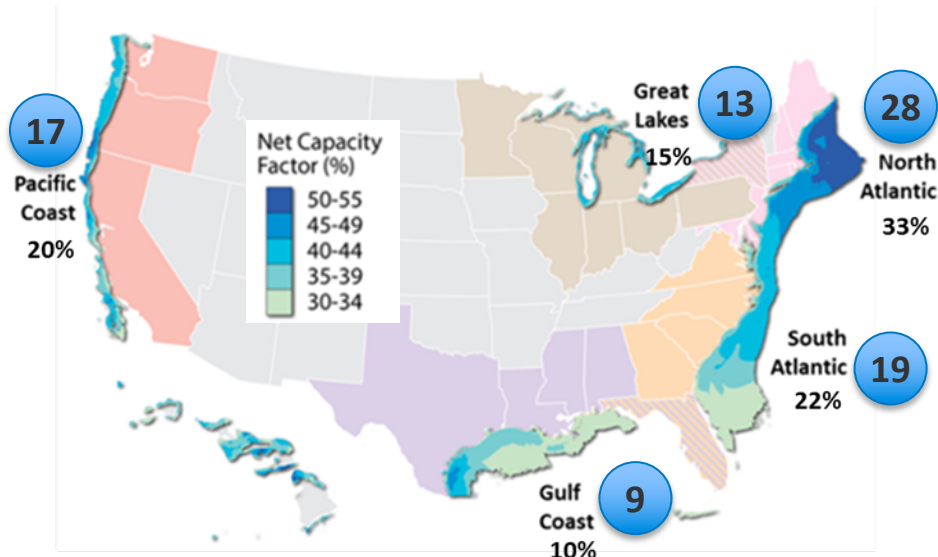 17
Pacific
Coast
20%
Net Capacity
Factor (%)
50-55
45-49
40-44
35-39
30-34
Great
Lakes
15%
13
28
North
Atlantic
33%
South
Atlantic
22%
19
Gulf
Coast
10%
9